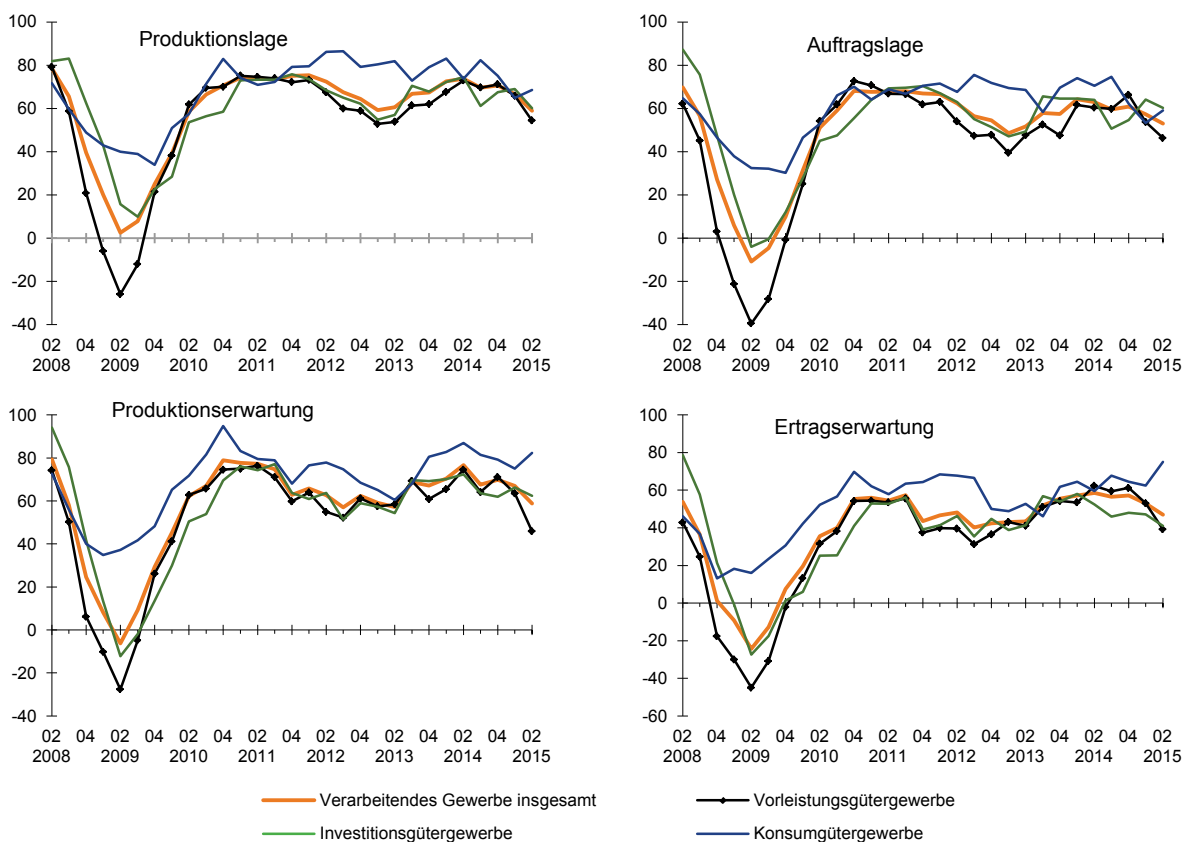 Produktionslage
100
80
60
40
20
0
-20
-40
02 04 02 04 02 04 02 04 02 04 02 04 02 04 02
2008 2009 2010 2011 2012 2013 2014 2015
Auftragslage
100
80
60
40
20
0
-20
-40
02 04 02 04 02 04 02 04 02 04 02 04 02 04 02
2008 2009 2010 2011 2012 2013 2014 2015
Produktionserwartung
100
80
60
40
20
0
-20
-40
02 04 02 04 02 04 02 04 02 04 02 04 02 04 02
2008 2009 2010 2011 2012 2013 2014 2015
Ertragserwartung
100
80
60
40
20
0
-20
-40
-60
02 04 02 04 02 04 02 04 02 04 02 04 02 04 02
2008 2009 2010 2011 2012 2013 2014 2015
Verarbeitendes Gewerbe insgesamt
Vorleistungsgütergewerbe
Investitionsgütergewerbe
Konsumgütergewerbe